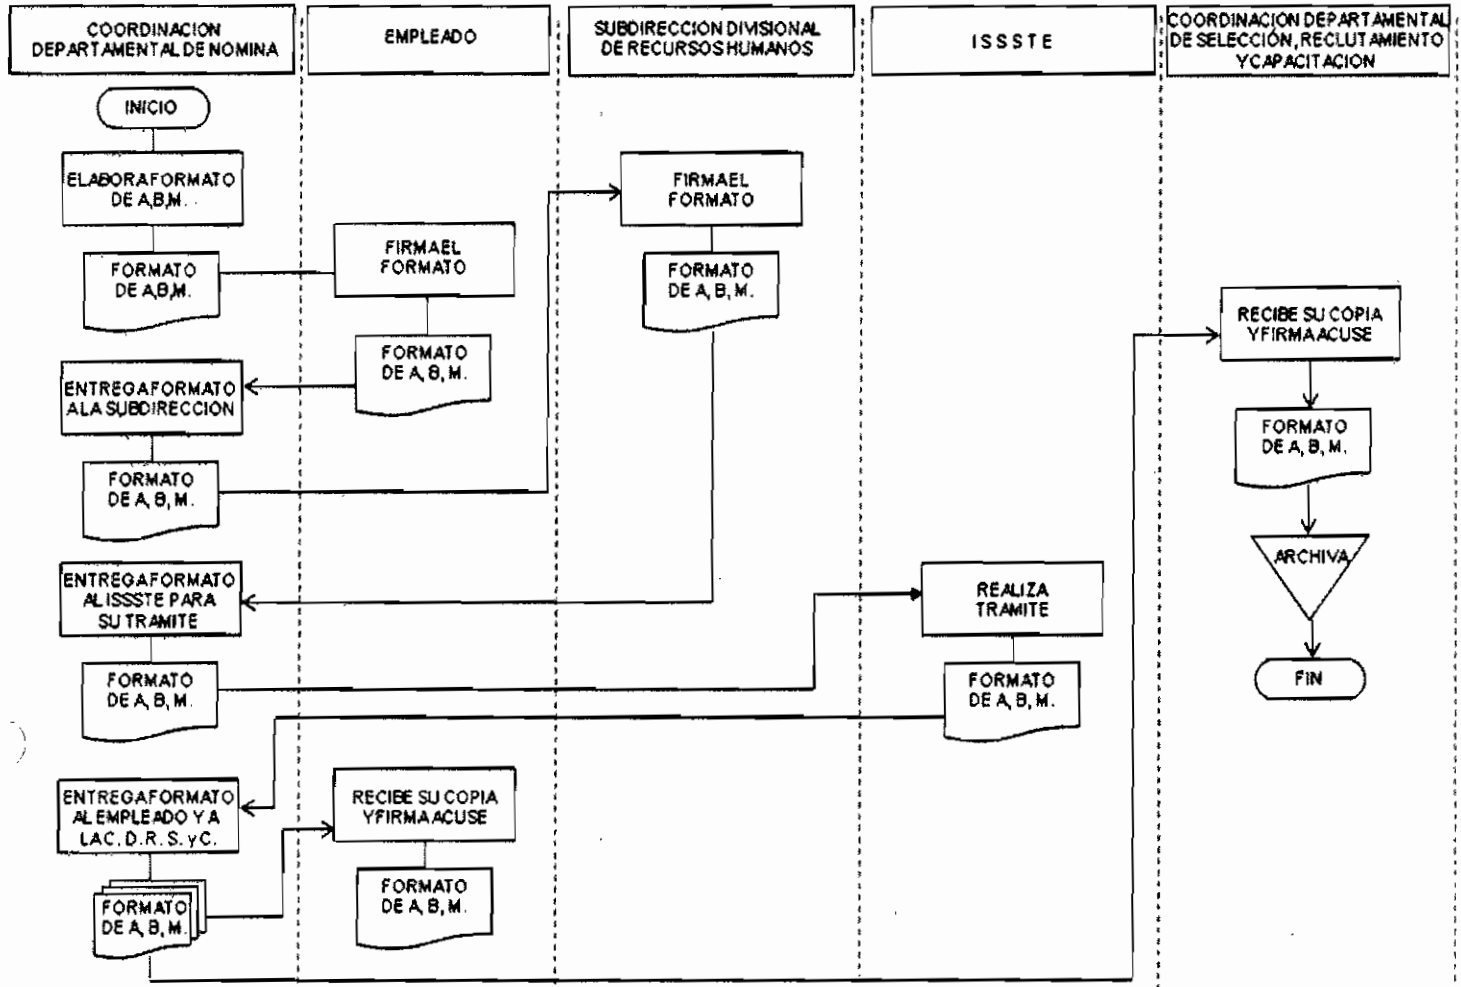 COORDINACION
DEPARTAMENTAL DE NOMINA
EMPLEADO
SUBDIRECCION DIVISIONAL
DE RECURSOS HUMANOS
ISSSTE
COORDINACION DEPARTAMENTAL
DE SELECCIÓN, RECLUTAMIENTO
Y CAPACITACION
INICIO
ELABORA FORMATO
DE A,B,M.
FORMATO
DE A,B,M.
FIRMA EL
FORMATO
FORMATO
DE A, B, M.
ENTREGA FORMATO
A LA SUBDIRECCION
FORMATO
DE A, B, M.
FIRMA EL
FORMATO
FORMATO
DE A, B, M.
ENTREGA FORMATO
AL ISSSTE PARA
SU TRAMITE
FORMATO
DE A, B, M.
REALIZA
TRAMITE
FORMATO
DE A, B, M.
ENTREGA FORMATO
AL EMPLEADO Y A
LA C. D. R. S. y C.
FORMATO
DE A, B, M.
RECIBE SU COPIA
Y FIRMA ACUSE
FORMATO
DE A, B, M.
RECIBE SU COPIA
Y FIRMA ACUSE
FORMATO
DE A, B, M.
ARCHIVA
FIN